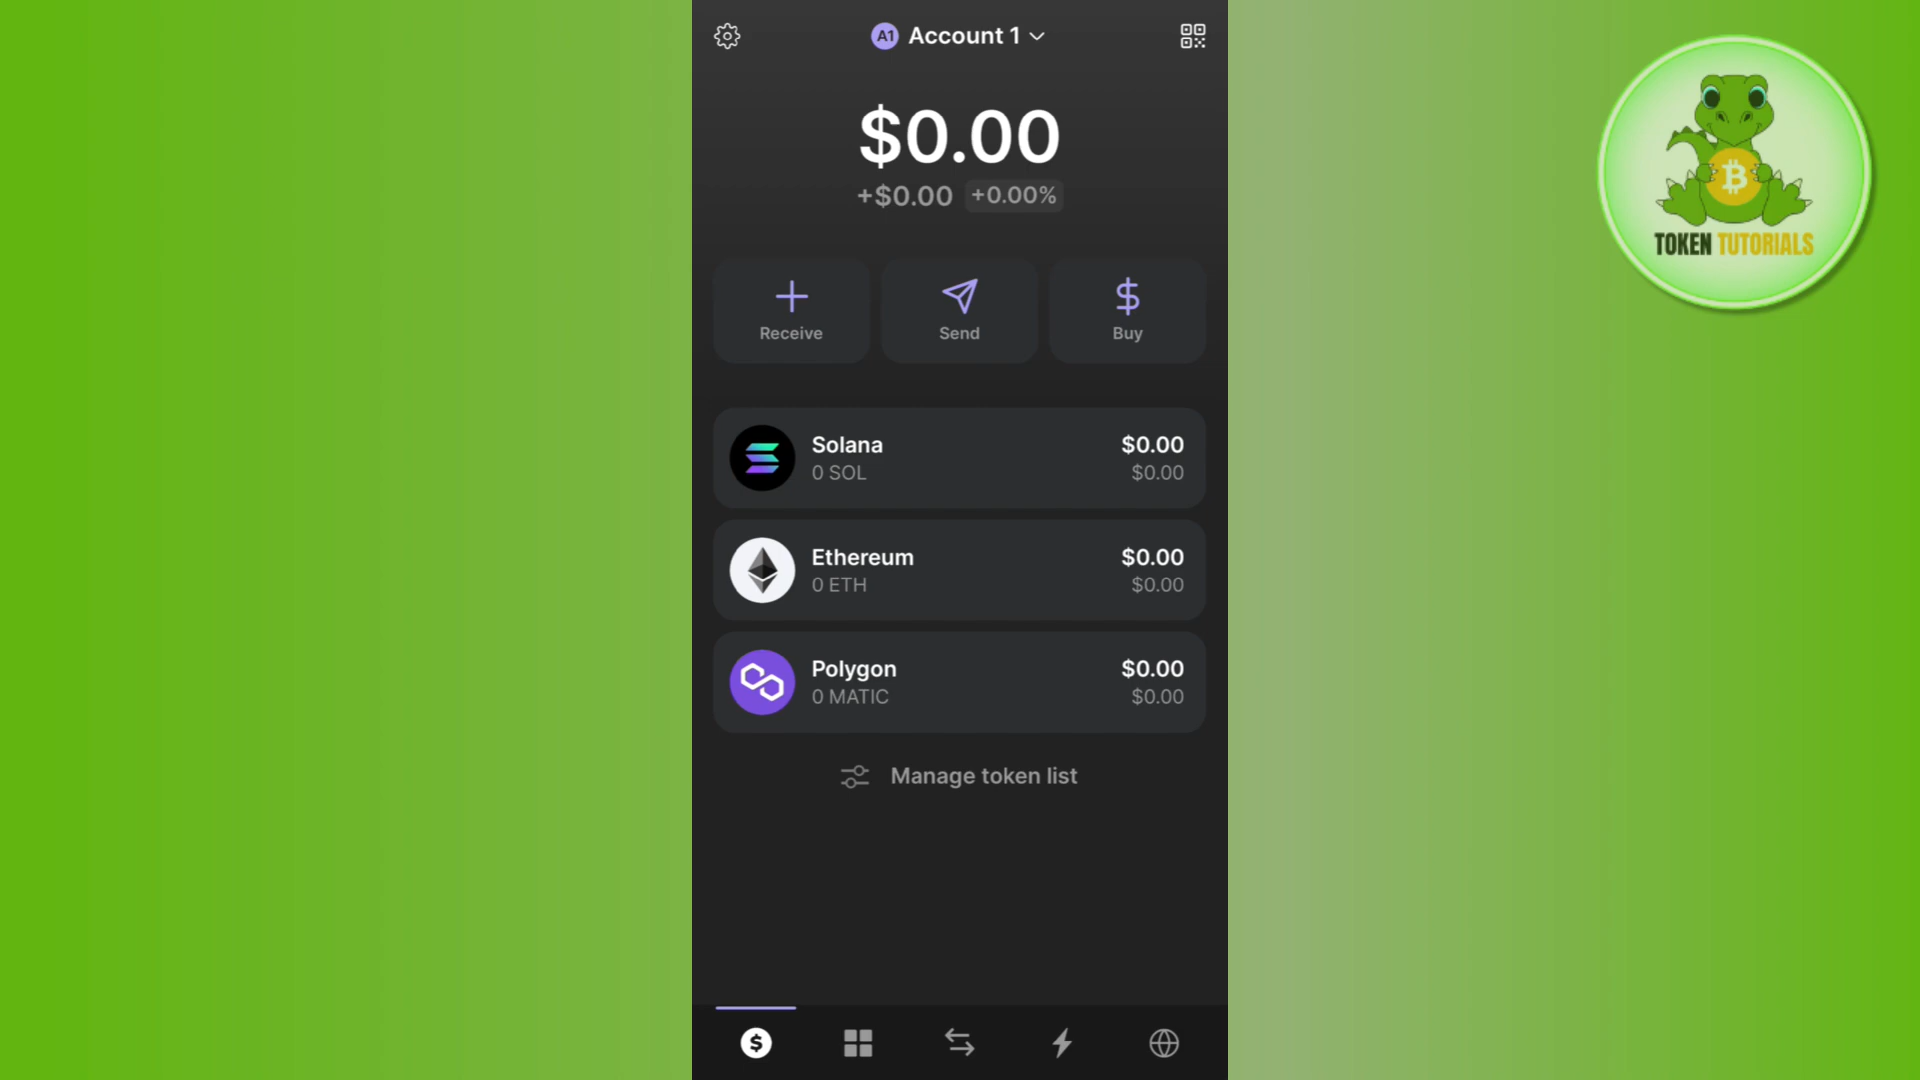 A1 Account 1
$0.00
+$0.00 +0.00%
Receive Send Buy
Solana $0.00
0 SOL $0.00
Ethereum $0.00
0 ETH $0.00
Polygon $0.00
0 MATIC $0.00
Manage token list
TOKEN TUTORIALS